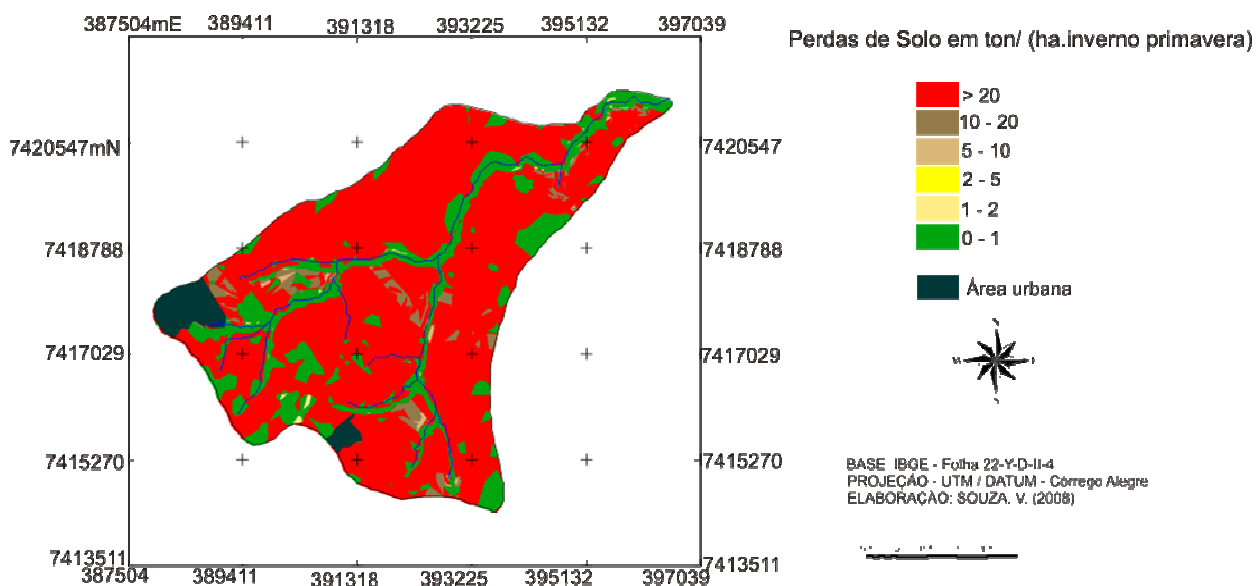 387504mE 389411 391318 393225 395132 397039
Perdas de Solo em ton/ (ha.inverno primavera)
> 20
10 - 20
5 - 10
2 - 5
1 - 2
0 - 1
Área urbana
7420547mN 7420547
7418788 7418788
7417029 7417029
7415270 7415270
7413511 7413511
387504 389411 391318 393225 395132 397039
BASE IBGE - Folha 22-Y-D-II-4
PROJEÇÃO - UTM / DATUM - Córrego Alegre
ELABORAÇÃO: SOUZA. V. (2008)